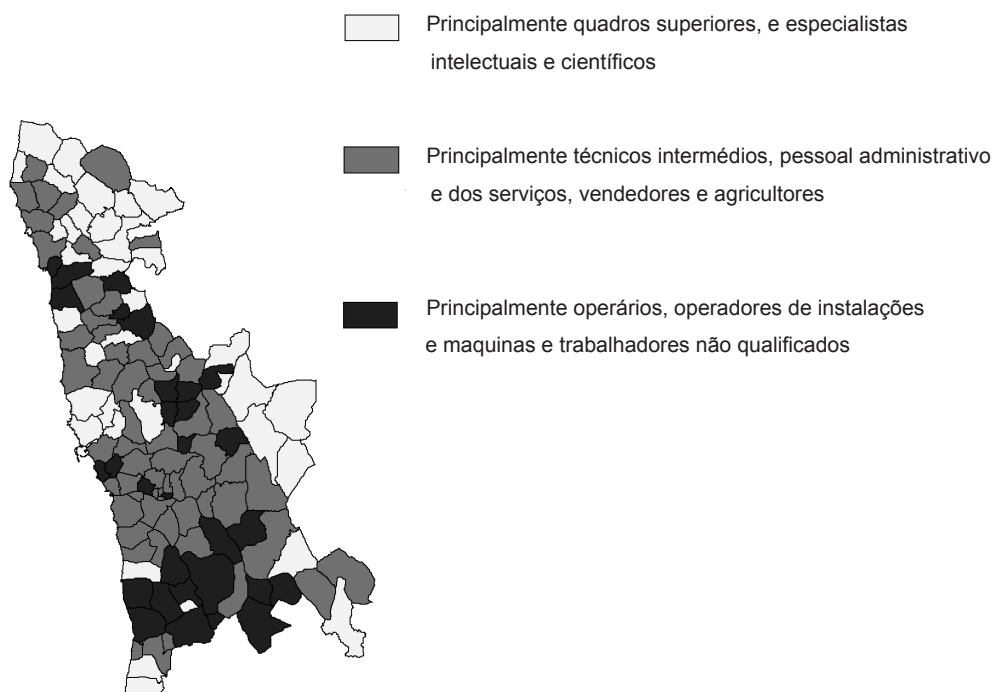 Principalmente quadros superiores, e especialistas
intelectuais e científicos
Principalmente técnicos intermédios, pessoal administrativo
e dos serviços, vendedores e agricultores
Principalmente operários, operadores de instalações
e maquinas e trabalhadores não qualificados